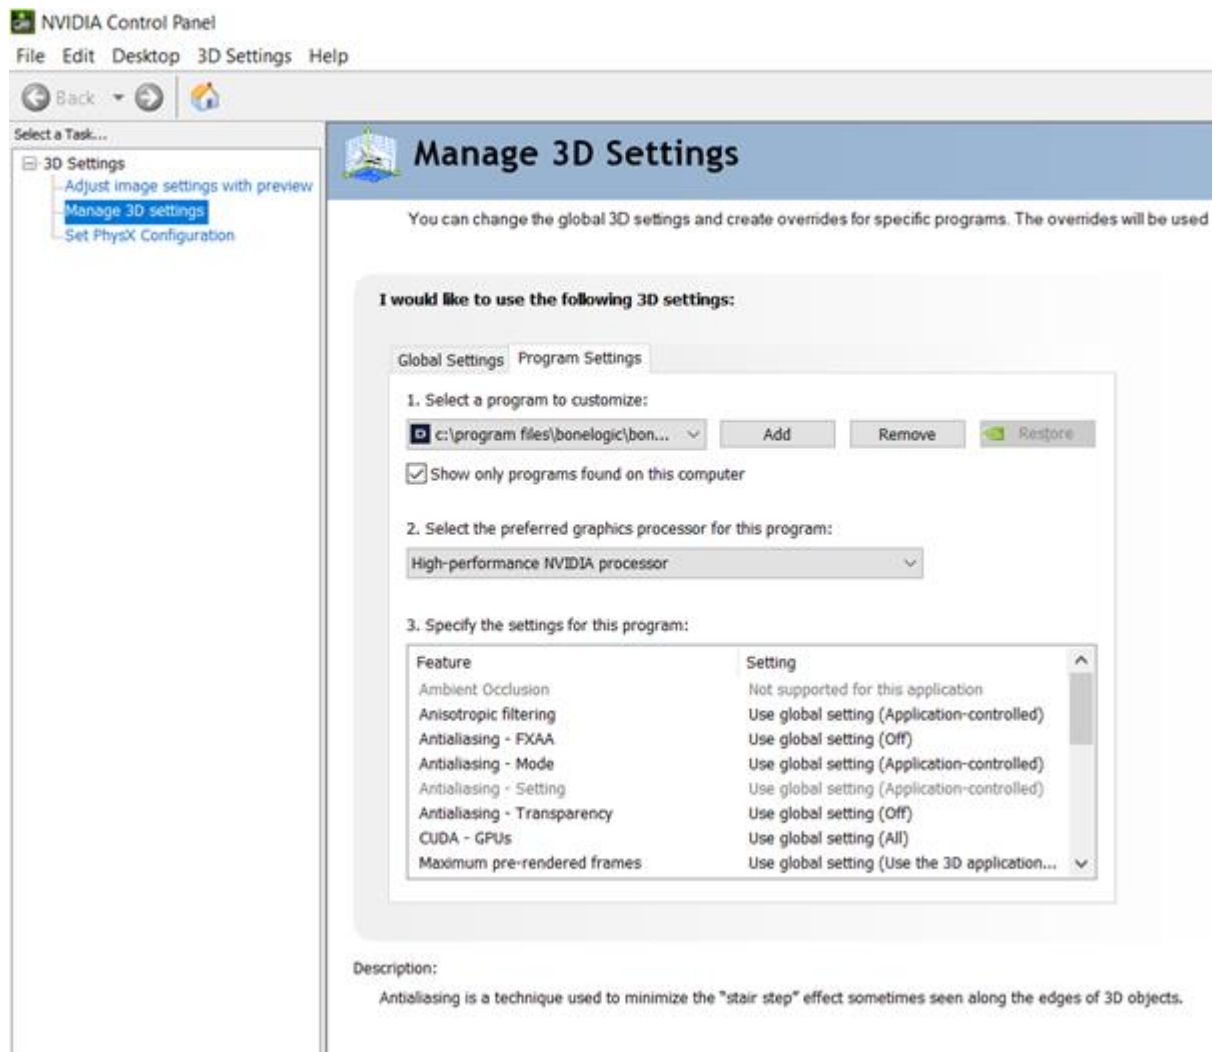 NVIDIA Control Panel
File Edit Desktop 3D Settings Help
Back
Select a Task...
3D Settings
Adjust image settings with preview
Manage 3D settings
Set PhysX Configuration
Manage 3D Settings
You can change the global 3D settings and create overrides for specific programs. The overrides will be used
I would like to use the following 3D settings:
Global Settings Program Settings
1. Select a program to customize:
c:\program files\bonelogic\bon... Add Remove Restore
Show only programs found on this computer
2. Select the preferred graphics processor for this program:
High-performance NVIDIA processor
3. Specify the settings for this program:
Feature Setting
Ambient Occlusion Not supported for this application
Anisotropic filtering Use global setting (Application-controlled)
Antialiasing - FXAA Use global setting (Off)
Antialiasing - Mode Use global setting (Application-controlled)
Antialiasing - Setting Use global setting (Application-controlled)
Antialiasing - Transparency Use global setting (Off)
CUDA - GPUs Use global setting (All)
Maximum pre-rendered frames Use global setting (Use the 3D application...
Description:
Antialiasing is a technique used to minimize the "stair step" effect sometimes seen along the edges of 3D objects.